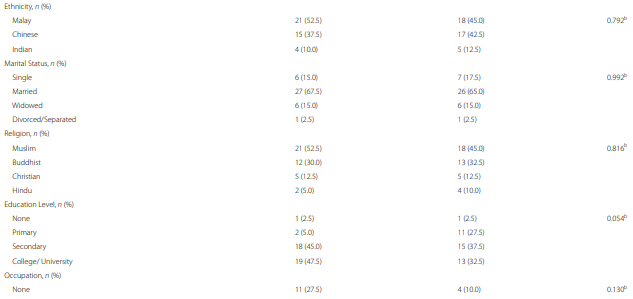 Ethnicity, n (%)
Malay 21 (52.5) 18 (45.0) 0.792b
Chinese 15 (37.5) 17 (42.5)
Indian 4 (10.0) 5 (12.5)
Marital Status, n (%)
Single 6 (15.0) 7 (17.5) 0.992b
Married 27 (67.5) 26 (65.0)
Widowed 6 (15.0) 6 (15.0)
Divorced/Separated 1 (2.5) 1 (2.5)
Religion, n (%)
Muslim 21 (52.5) 18 (45.0) 0.816b
Buddhist 12 (30.0) 13 (32.5)
Christian 5 (12.5) 5 (12.5)
Hindu 2 (5.0) 4 (10.0)
Education Level, n (%)
None 1 (2.5) 1 (2.5) 0.054b
Primary 2 (5.0) 11 (27.5)
Secondary 18 (45.0) 15 (37.5)
College/ University 19 (47.5) 13 (32.5)
Occupation, n (%)
None 11 (27.5) 4 (10.0) 0.130b